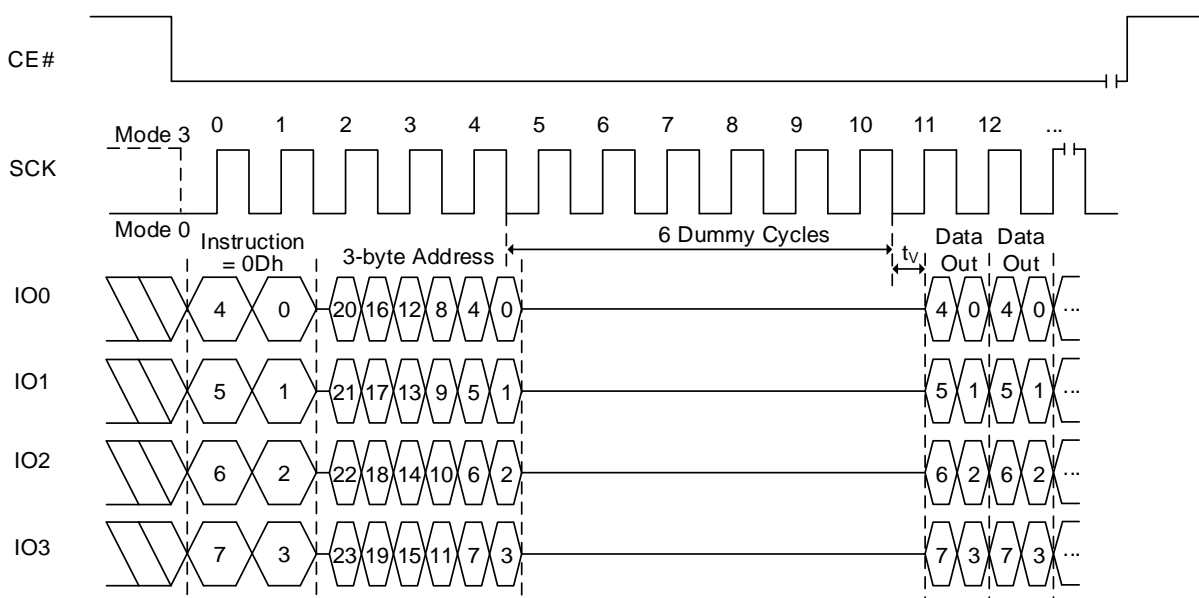 CE#
Mode 3 0 1 2 3 4 5 6 7 8 9 10 11 12 ...
SCK
Mode 0
Instruction = 0Dh
3-byte Address
6 Dummy Cycles
tV
Data Out
Data Out
IO0 4 0 20 16 12 8 4 0 4 0 4 0 ...
IO1 5 1 21 17 13 9 5 1 5 1 5 1 ...
IO2 6 2 22 18 14 10 6 2 6 2 6 2 ...
IO3 7 3 23 19 15 11 7 3 7 3 7 3 ...